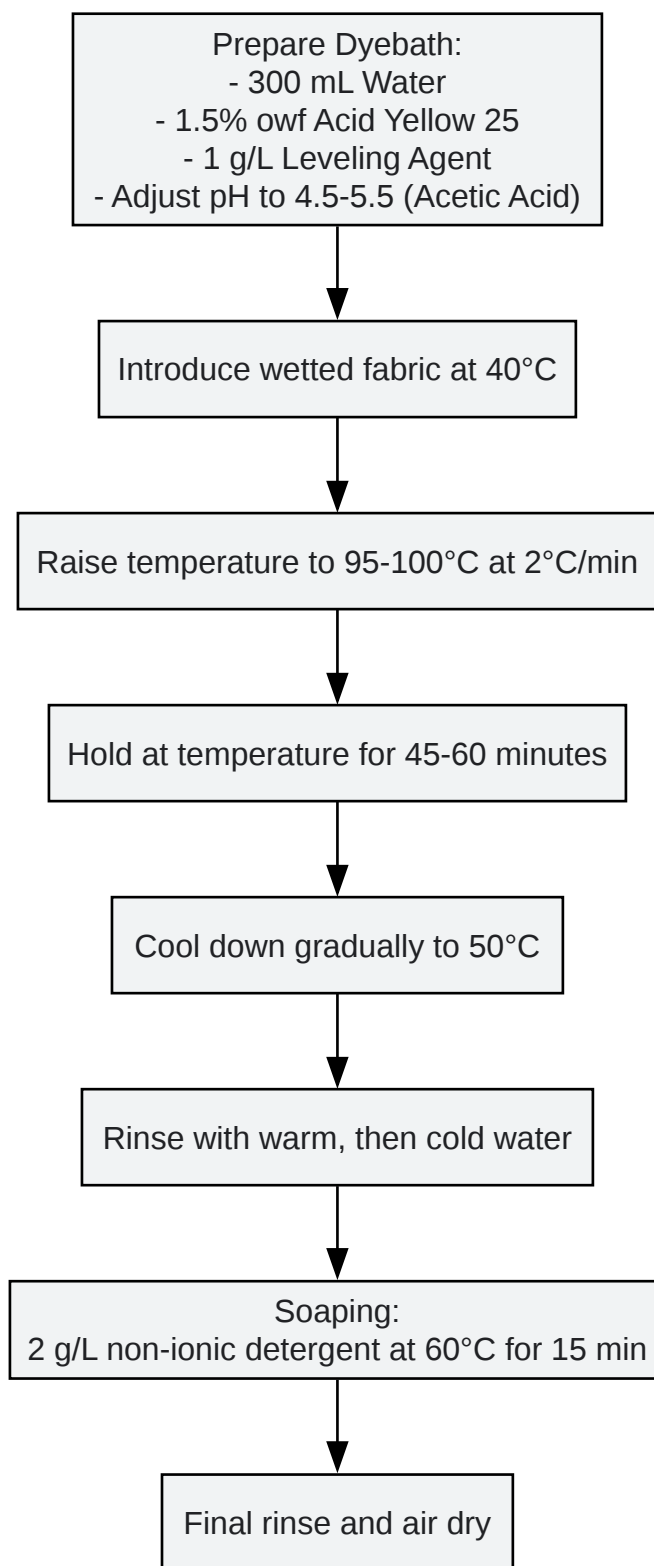 Prepare Dyebath:
- 300 mL Water
- 1.5% owf Acid Yellow 25
- 1 g/L Leveling Agent
- Adjust pH to 4.5-5.5 (Acetic Acid)
Introduce wetted fabric at 40°C
Raise temperature to 95-100°C at 2°C/min
Hold at temperature for 45-60 minutes
Cool down gradually to 50°C
Rinse with warm, then cold water
Soaping:
2 g/L non-ionic detergent at 60°C for 15 min
Final rinse and air dry